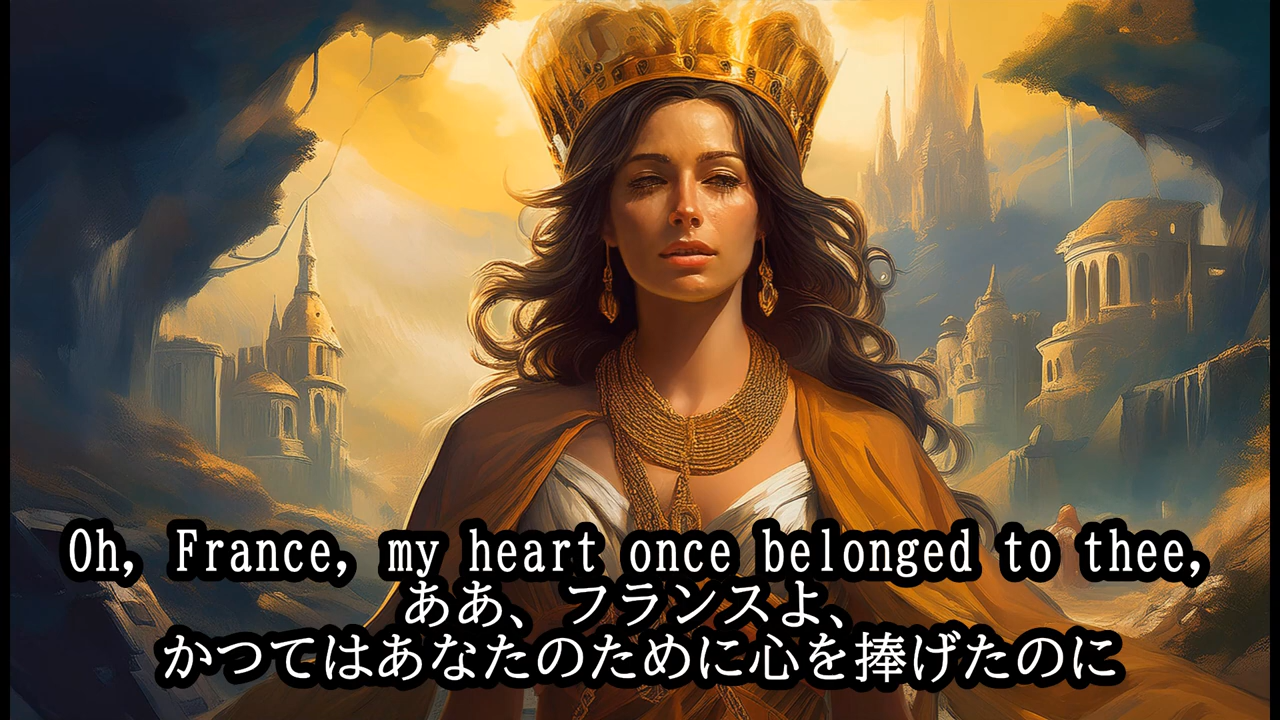 Oh, France, my heart once belonged to thee,
ああ、フランスよ、
かつてはあなたのために心を捧げたのに